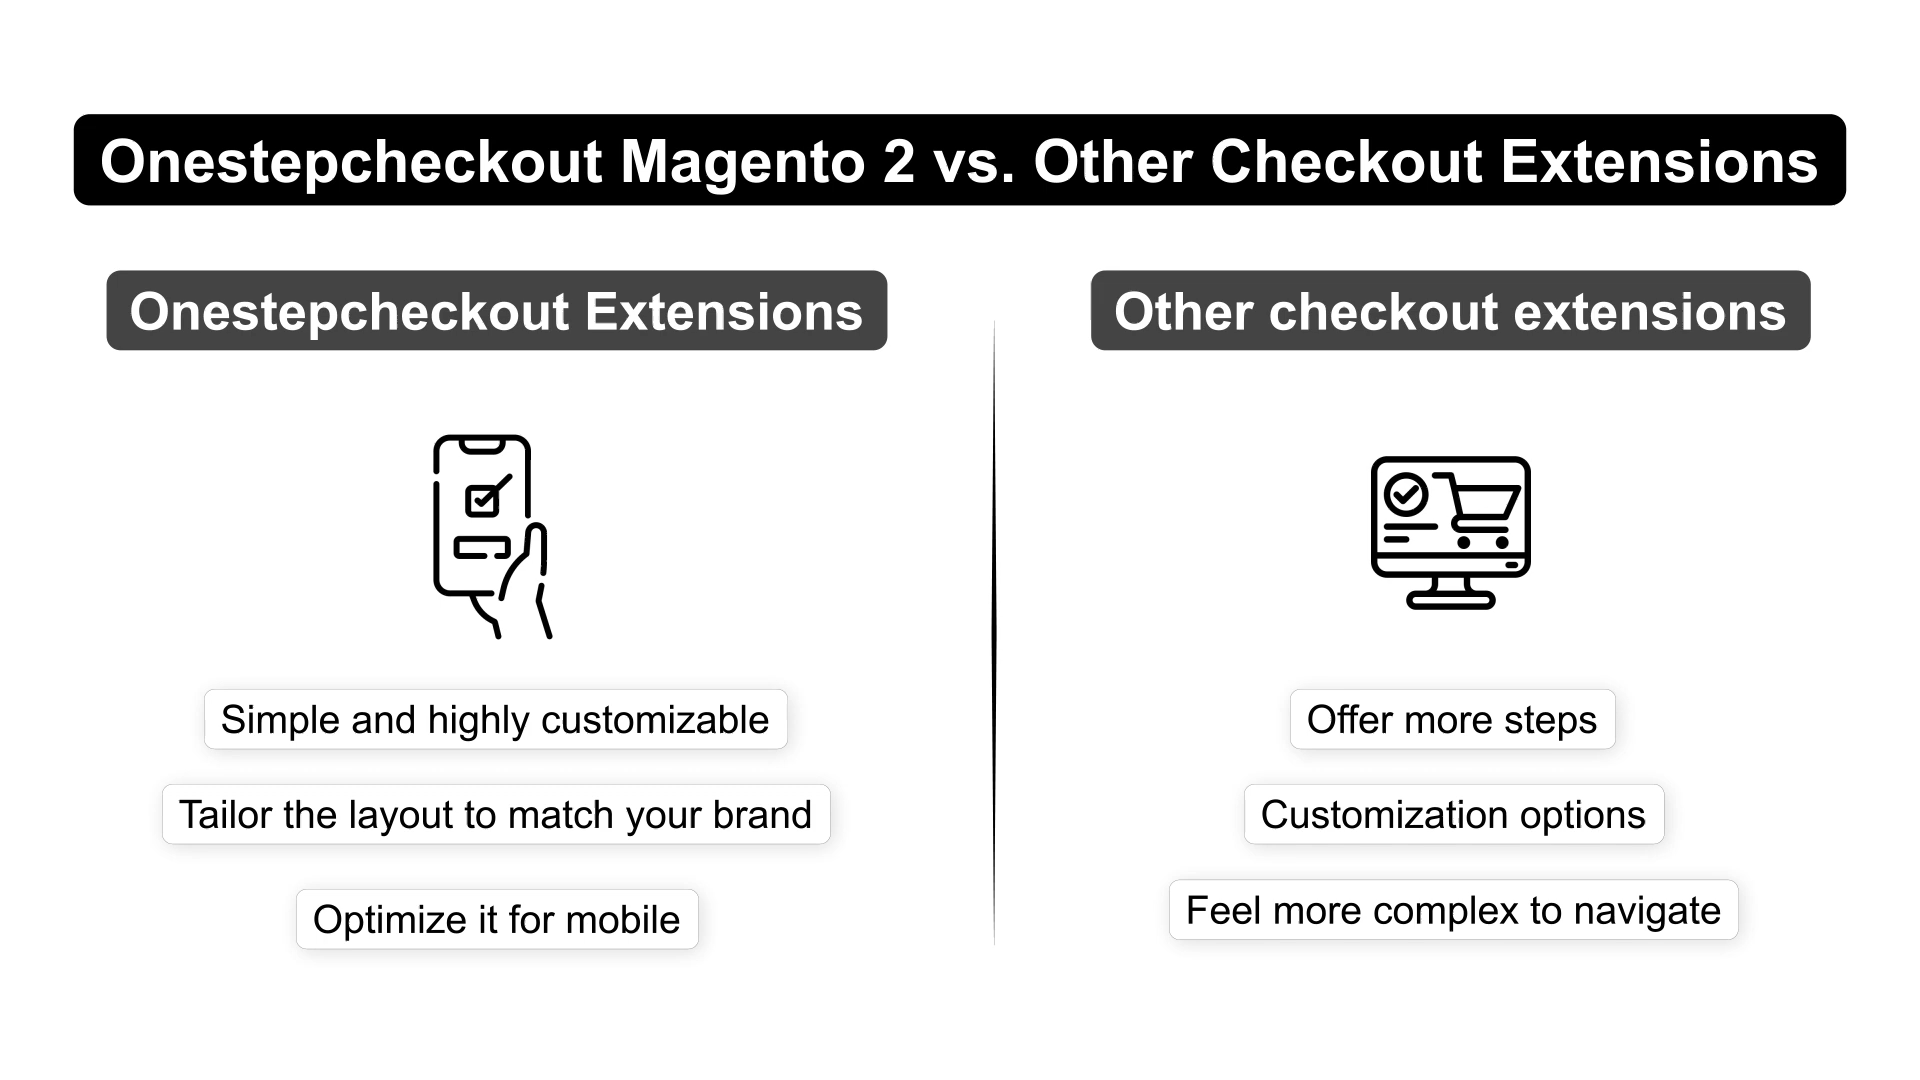 Onestepcheckout Magento 2 vs. Other Checkout Extensions
Onestepcheckout Extensions
Simple and highly customizable
Tailor the layout to match your brand
Optimize it for mobile
Other checkout extensions
Offer more steps
Customization options
Feel more complex to navigate